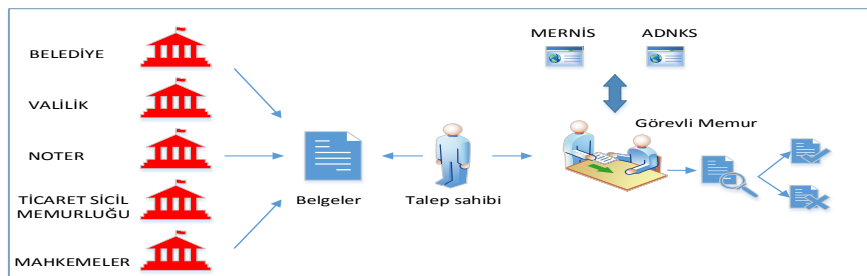 MERNİS
ADNKS
BELEDİYE
VALİLİK
Görevli Memur
NOTER
TİCARET SİCİL
MEMURLUĞU
Belgeler
Talep sahibi
MAHKEMELER